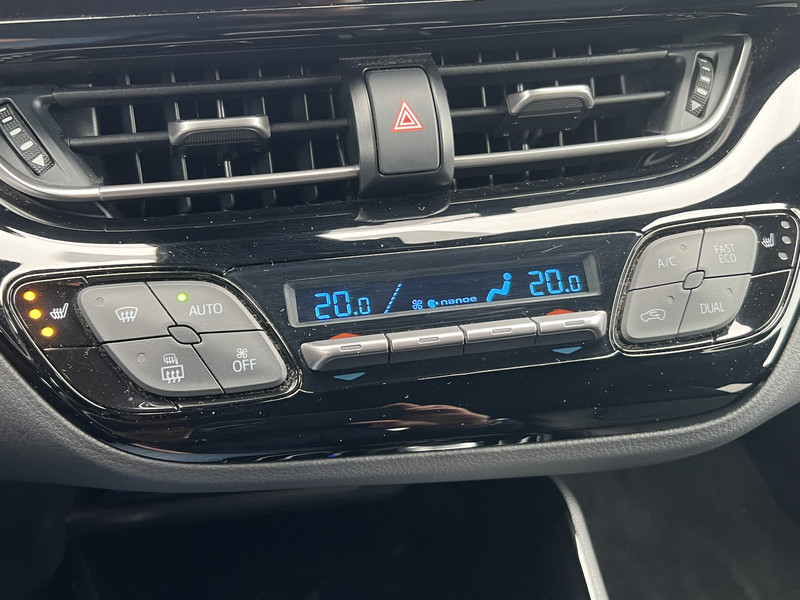 20.0 nanoe 20.0
AUTO
OFF
A/C
FAST
ECO
DUAL